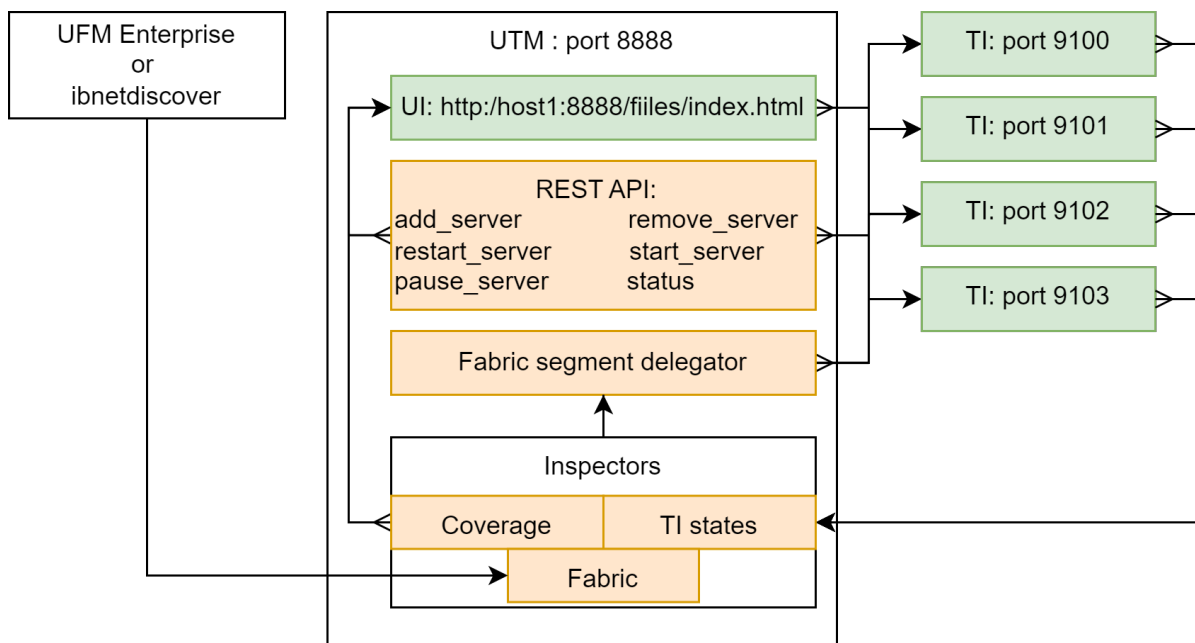 UFM Enterprise
or
ibnetdiscover
UTM : port 8888
UI: http:/host1:8888/fiiles/index.html
REST API:
add_server remove_server
restart_server start_server
pause_server status
Fabric segment delegator
Inspectors
Coverage TI states
Fabric
TI: port 9100
TI: port 9101
TI: port 9102
TI: port 9103